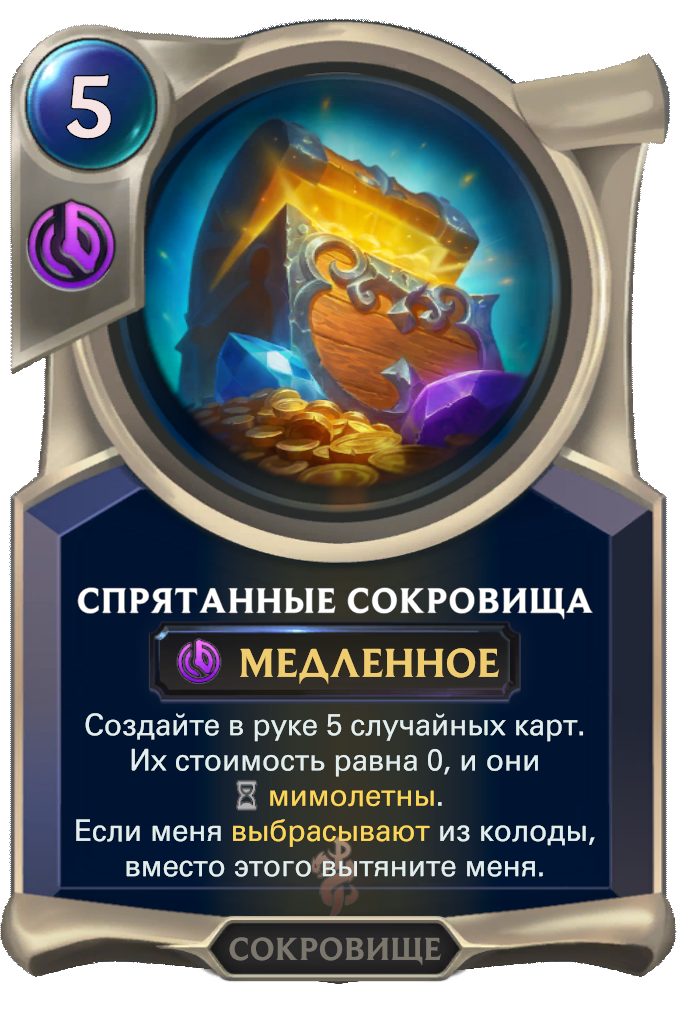 5
СПРЯТАННЫЕ СОКРОВИЩА
МЕДЛЕННОЕ
Создайте в руке 5 случайных карт.
Их стоимость равна 0, и они
мимолетны.
Если меня выбрасывают из колоды,
вместо этого вытяните меня.
СОКРОВИЩЕ